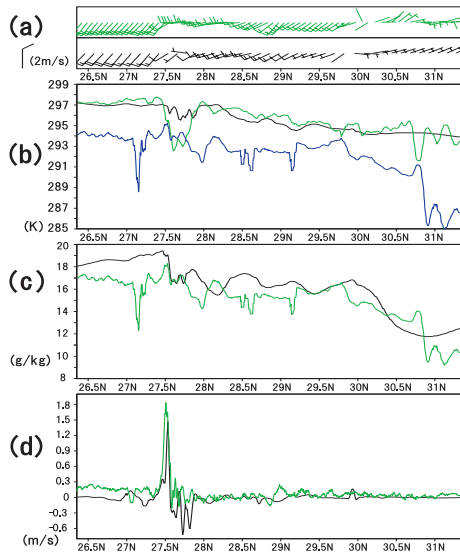 (a)
(2m/s)
26.5N 27N 27.5N 28N 28.5N 29N 29.5N 30N 30.5N 31N
299
297
295
(b)
293
291
289
287
(K) 285
26.5N 27N 27.5N 28N 28.5N 29N 29.5N 30N 30,5N 31N
20
19
18
(c)
16
14
12
(g/kg) 10
8
26.5N 27N 27.5N 28N 28.5N 29N 29.5N 30N 30.5N 31N
1.8
1.5
1.2
(d)
0.9
0.6
0.3
0
-0.3
(m/s) -0.6
26.5N 27N 27.5N 28N 28.5N 29N 29.5N 30N 30.5N 31N